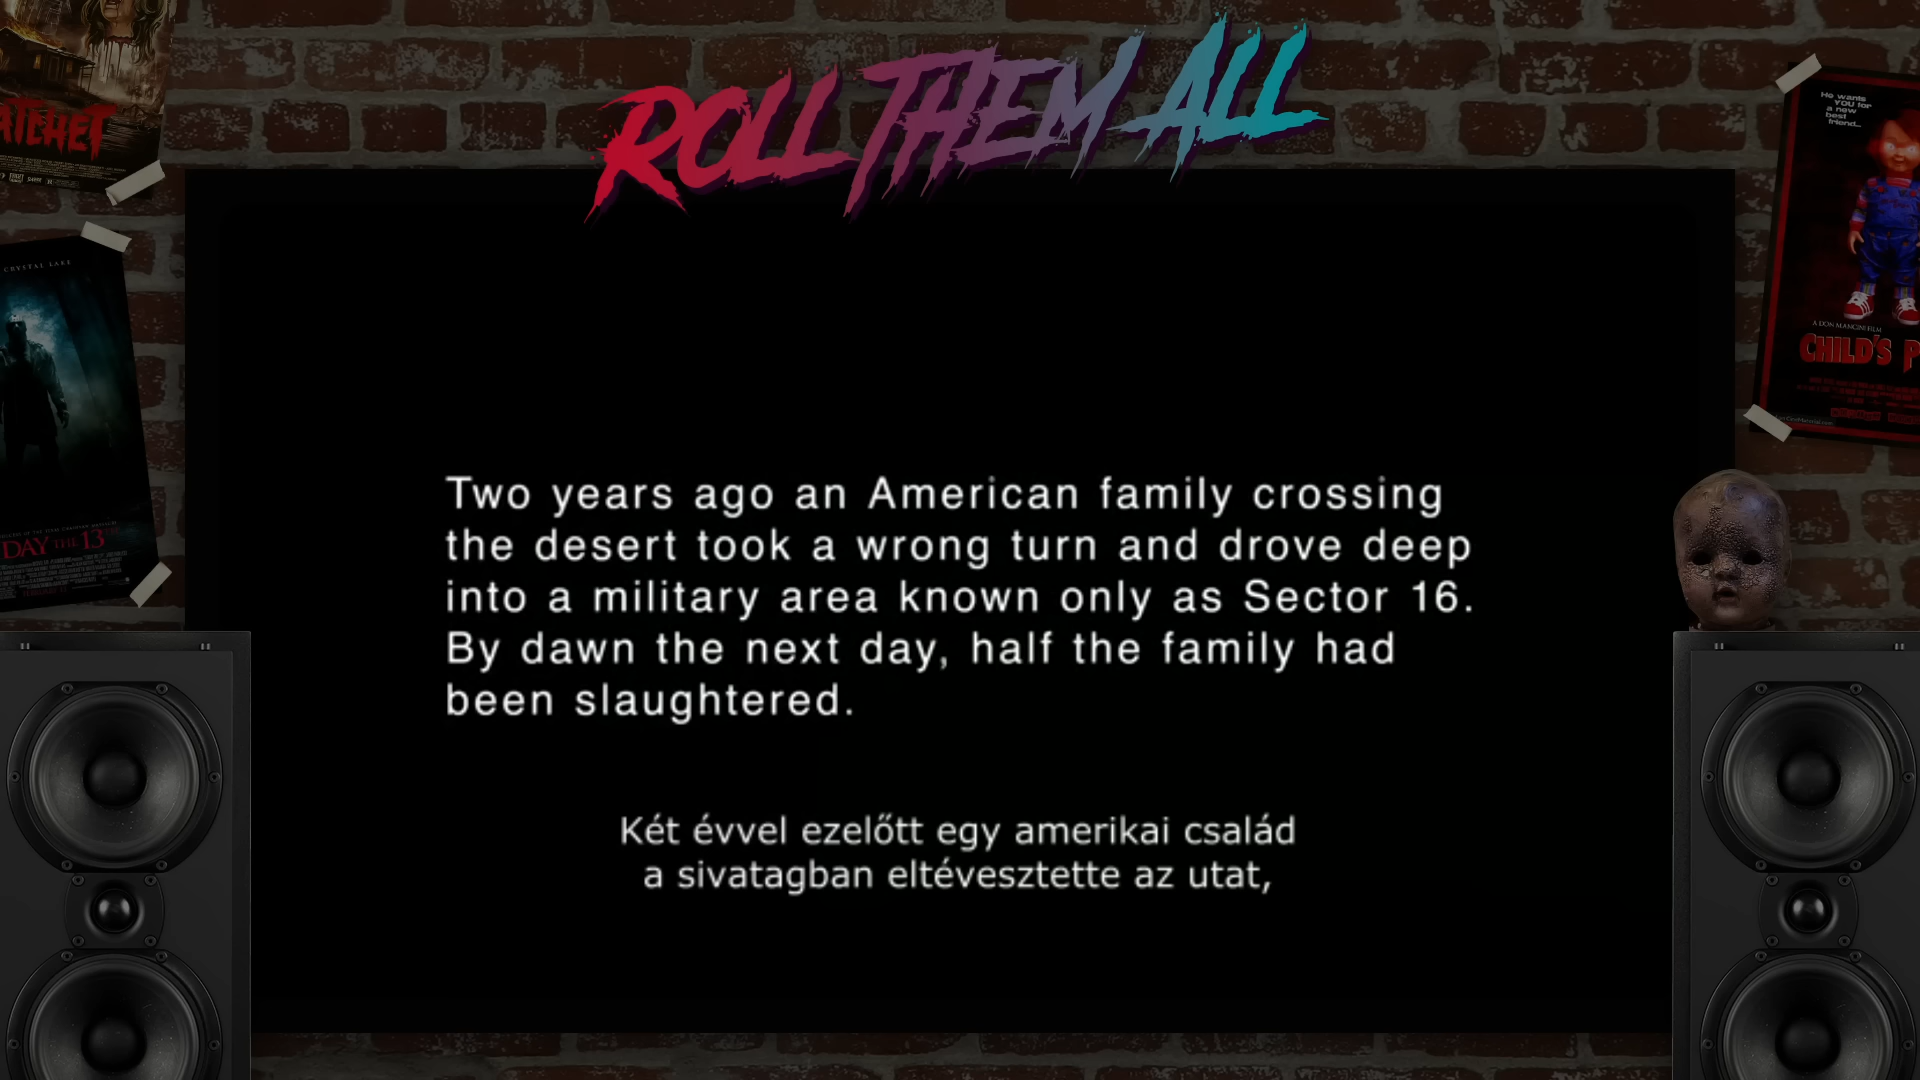 ROLL THEM ALL
ATCHET
He wants
YOU for
a new
best
friend...
CRYSTAL LAKE
A DON MANCINI FILM
CHILD'S P
DAY THE 13TH
Two years ago an American family crossing
the desert took a wrong turn and drove deep
into a military area known only as Sector 16.
By dawn the next day, half the family had
been slaughtered.
Két évvel ezelőtt egy amerikai család
a sivatagban eltévesztette az utat,